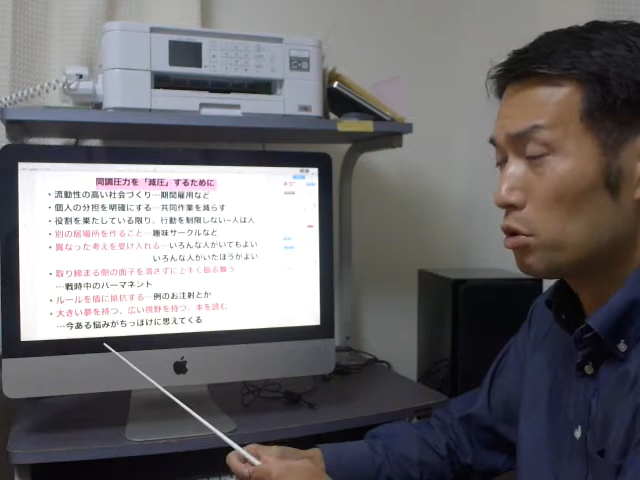 同調圧力を「減圧」するために
・流動性の高い社会づくり…期間雇用など
・個人の分担を明確にする…共同作業を減らす
・役割を果たしている限り、行動を制限しない~人は人
・別の居場所を作ること…趣味サークルなど
・異なった考えを受け入れる…いろんな人がいてもよい
いろんな人がいたほうがよい
・取り締まる側の面子を潰さずに上手く振る舞う
…戦時中のパーマネント
・ルールを盾に抵抗する…例のお注射とか
・大きい夢を持つ、広い視野を持つ、本を読む
…今ある悩みがちっぽけに思えてくる